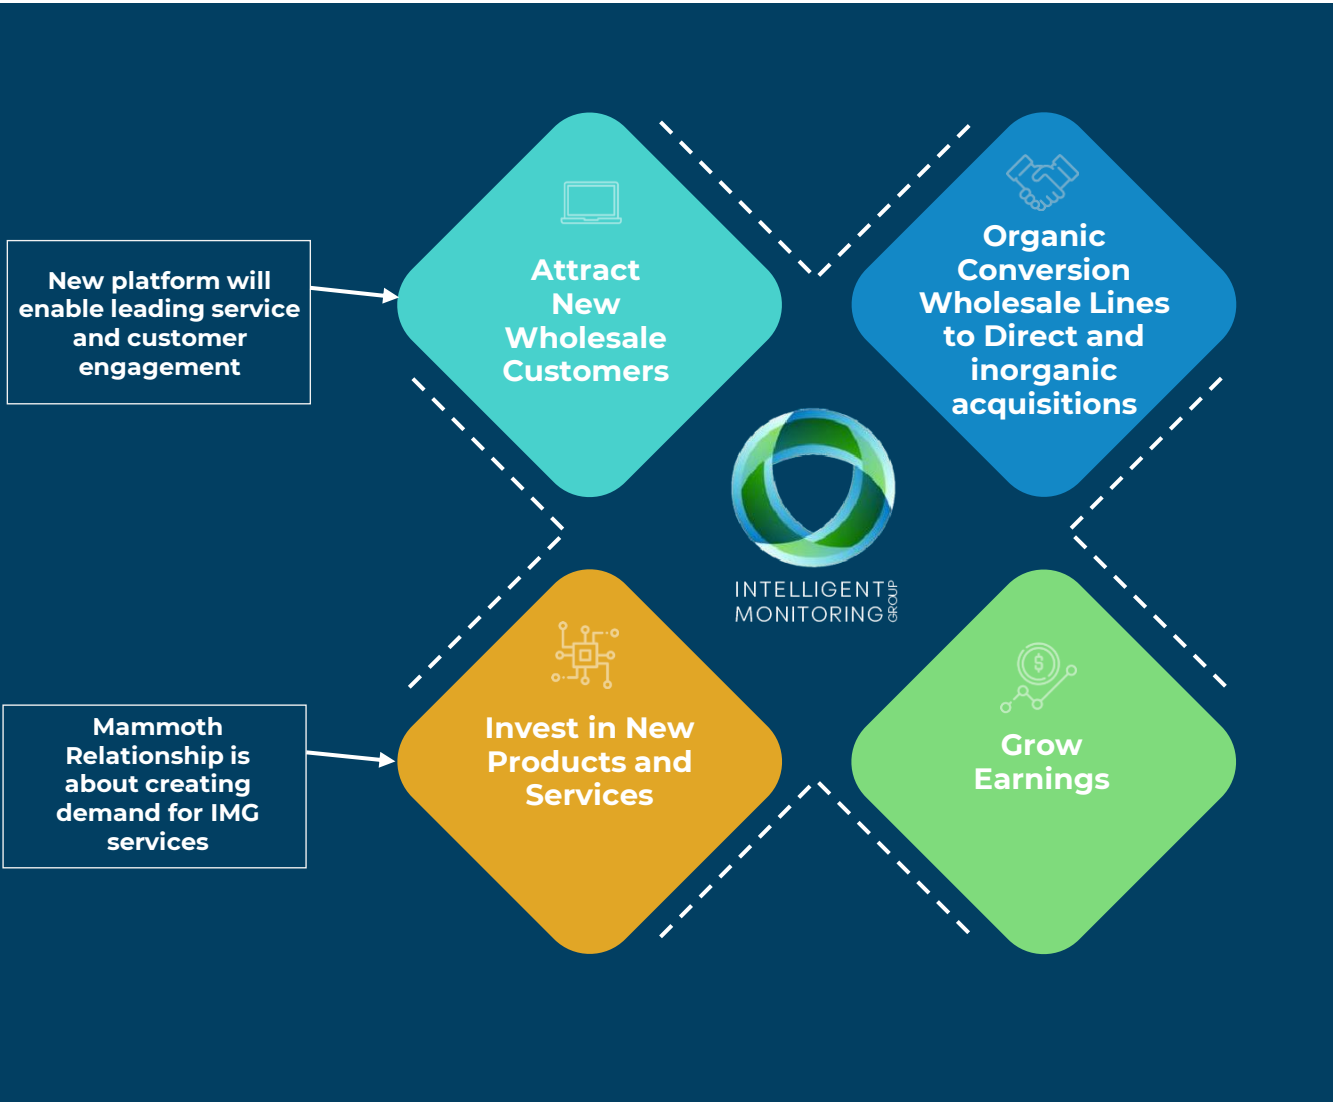 New platform will
enable leading service
and customer
engagement
Attract
New
Wholesale
Customers
Organic
Conversion
Wholesale Lines
to Direct and
inorganic
acquisitions
INTELLIGENT
MONITORING
GROUP
Mammoth
Relationship is
about creating
demand for IMG
services
Invest in New
Products and
Services
$
Grow
Earnings